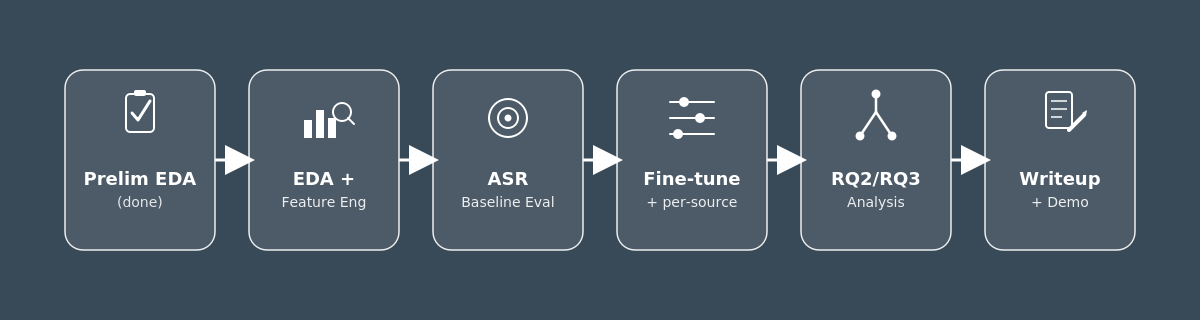 Prelim EDA
(done)
EDA +
Feature Eng
ASR
Baseline Eval
Fine-tune
+ per-source
RQ2/RQ3
Analysis
Writeup
+ Demo